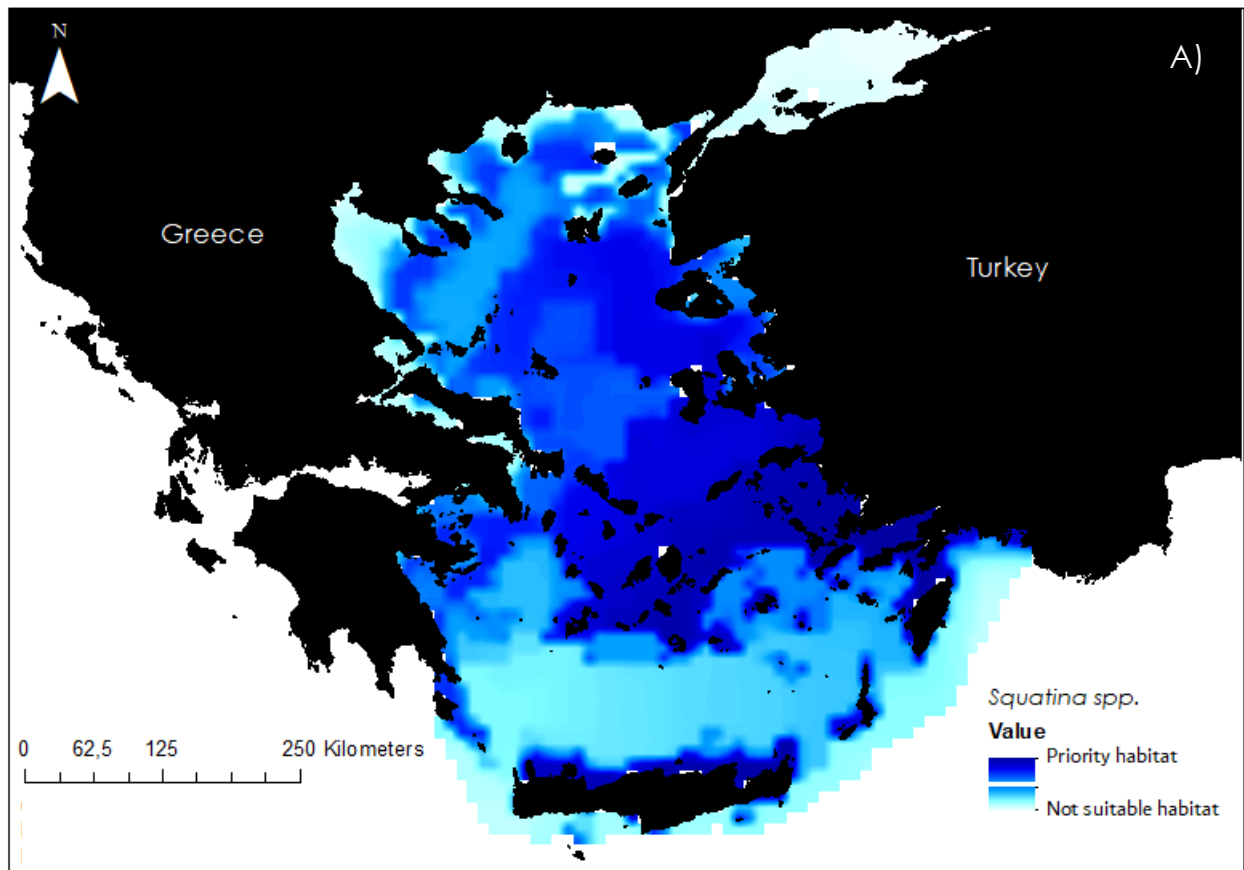 N
A)
Greece
Turkey
Squatina spp.
Value
Priority habitat
Not suitable habitat
0 62,5 125 250 Kilometers